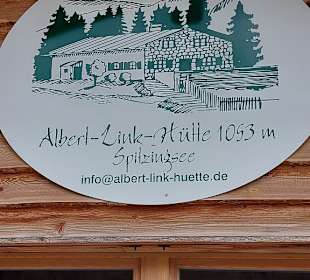 Albert-Link-Hütte 1053 m
Spitzingsee
info@albert-link-huette.de